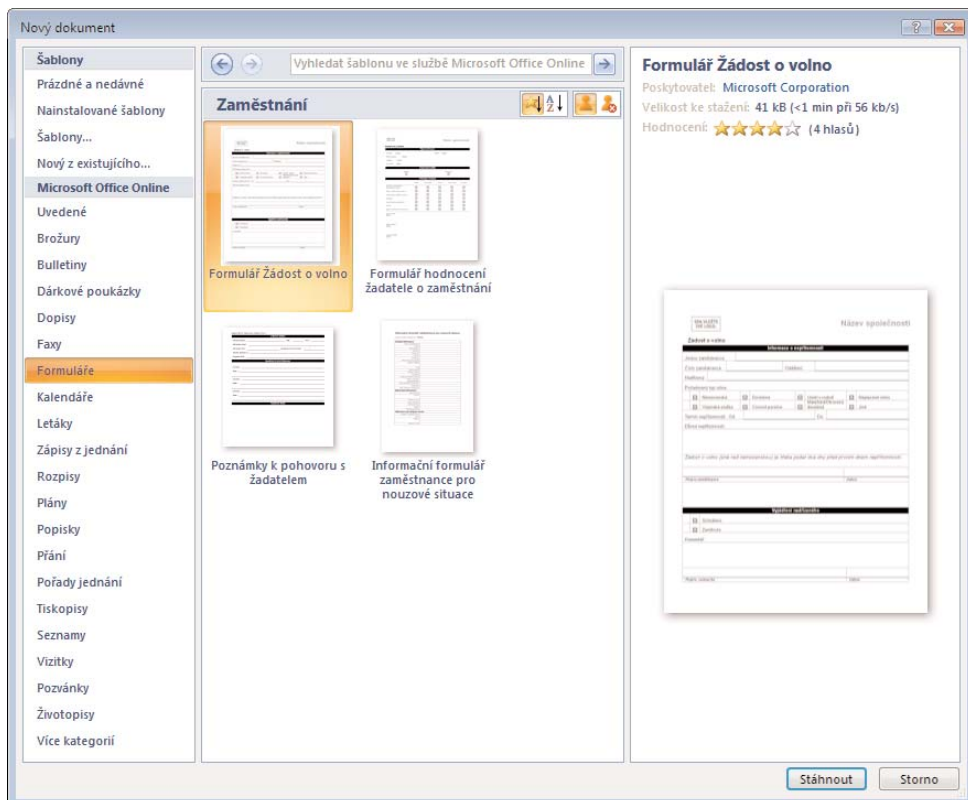 Nový dokument
Šablony
Prázdné a nedávné
Nainstalované šablony
Šablony...
Nový z existujícího...
Microsoft Office Online
Uvedené
Brožury
Bulletiny
Dárkové poukázky
Dopisy
Faxy
Formuláře
Kalendáře
Letáky
Zápisy z jednání
Rozpisy
Plány
Popisky
Přání
Pořady jednání
Tiskopisy
Seznamy
Vizitky
Pozvánky
Životopisy
Více kategorií
Vyhledat šablonu ve službě Microsoft Office Online
Zaměstnání
Formulář Žádost o volno
Formulář hodnocení
žadatele o zaměstnání
Poznámky k pohovoru s
žadatelem
Informační formulář
zaměstnance pro
nouzové situace
Formulář Žádost o volno
Poskytovatel: Microsoft Corporation
Velikost ke stažení: 41 kB (<1 min při 56 kb/s)
Hodnocení: (4 hlasů)
Název společnosti
Žádost o volno
Informace o nepřítomnosti
Stáhnout
Storno